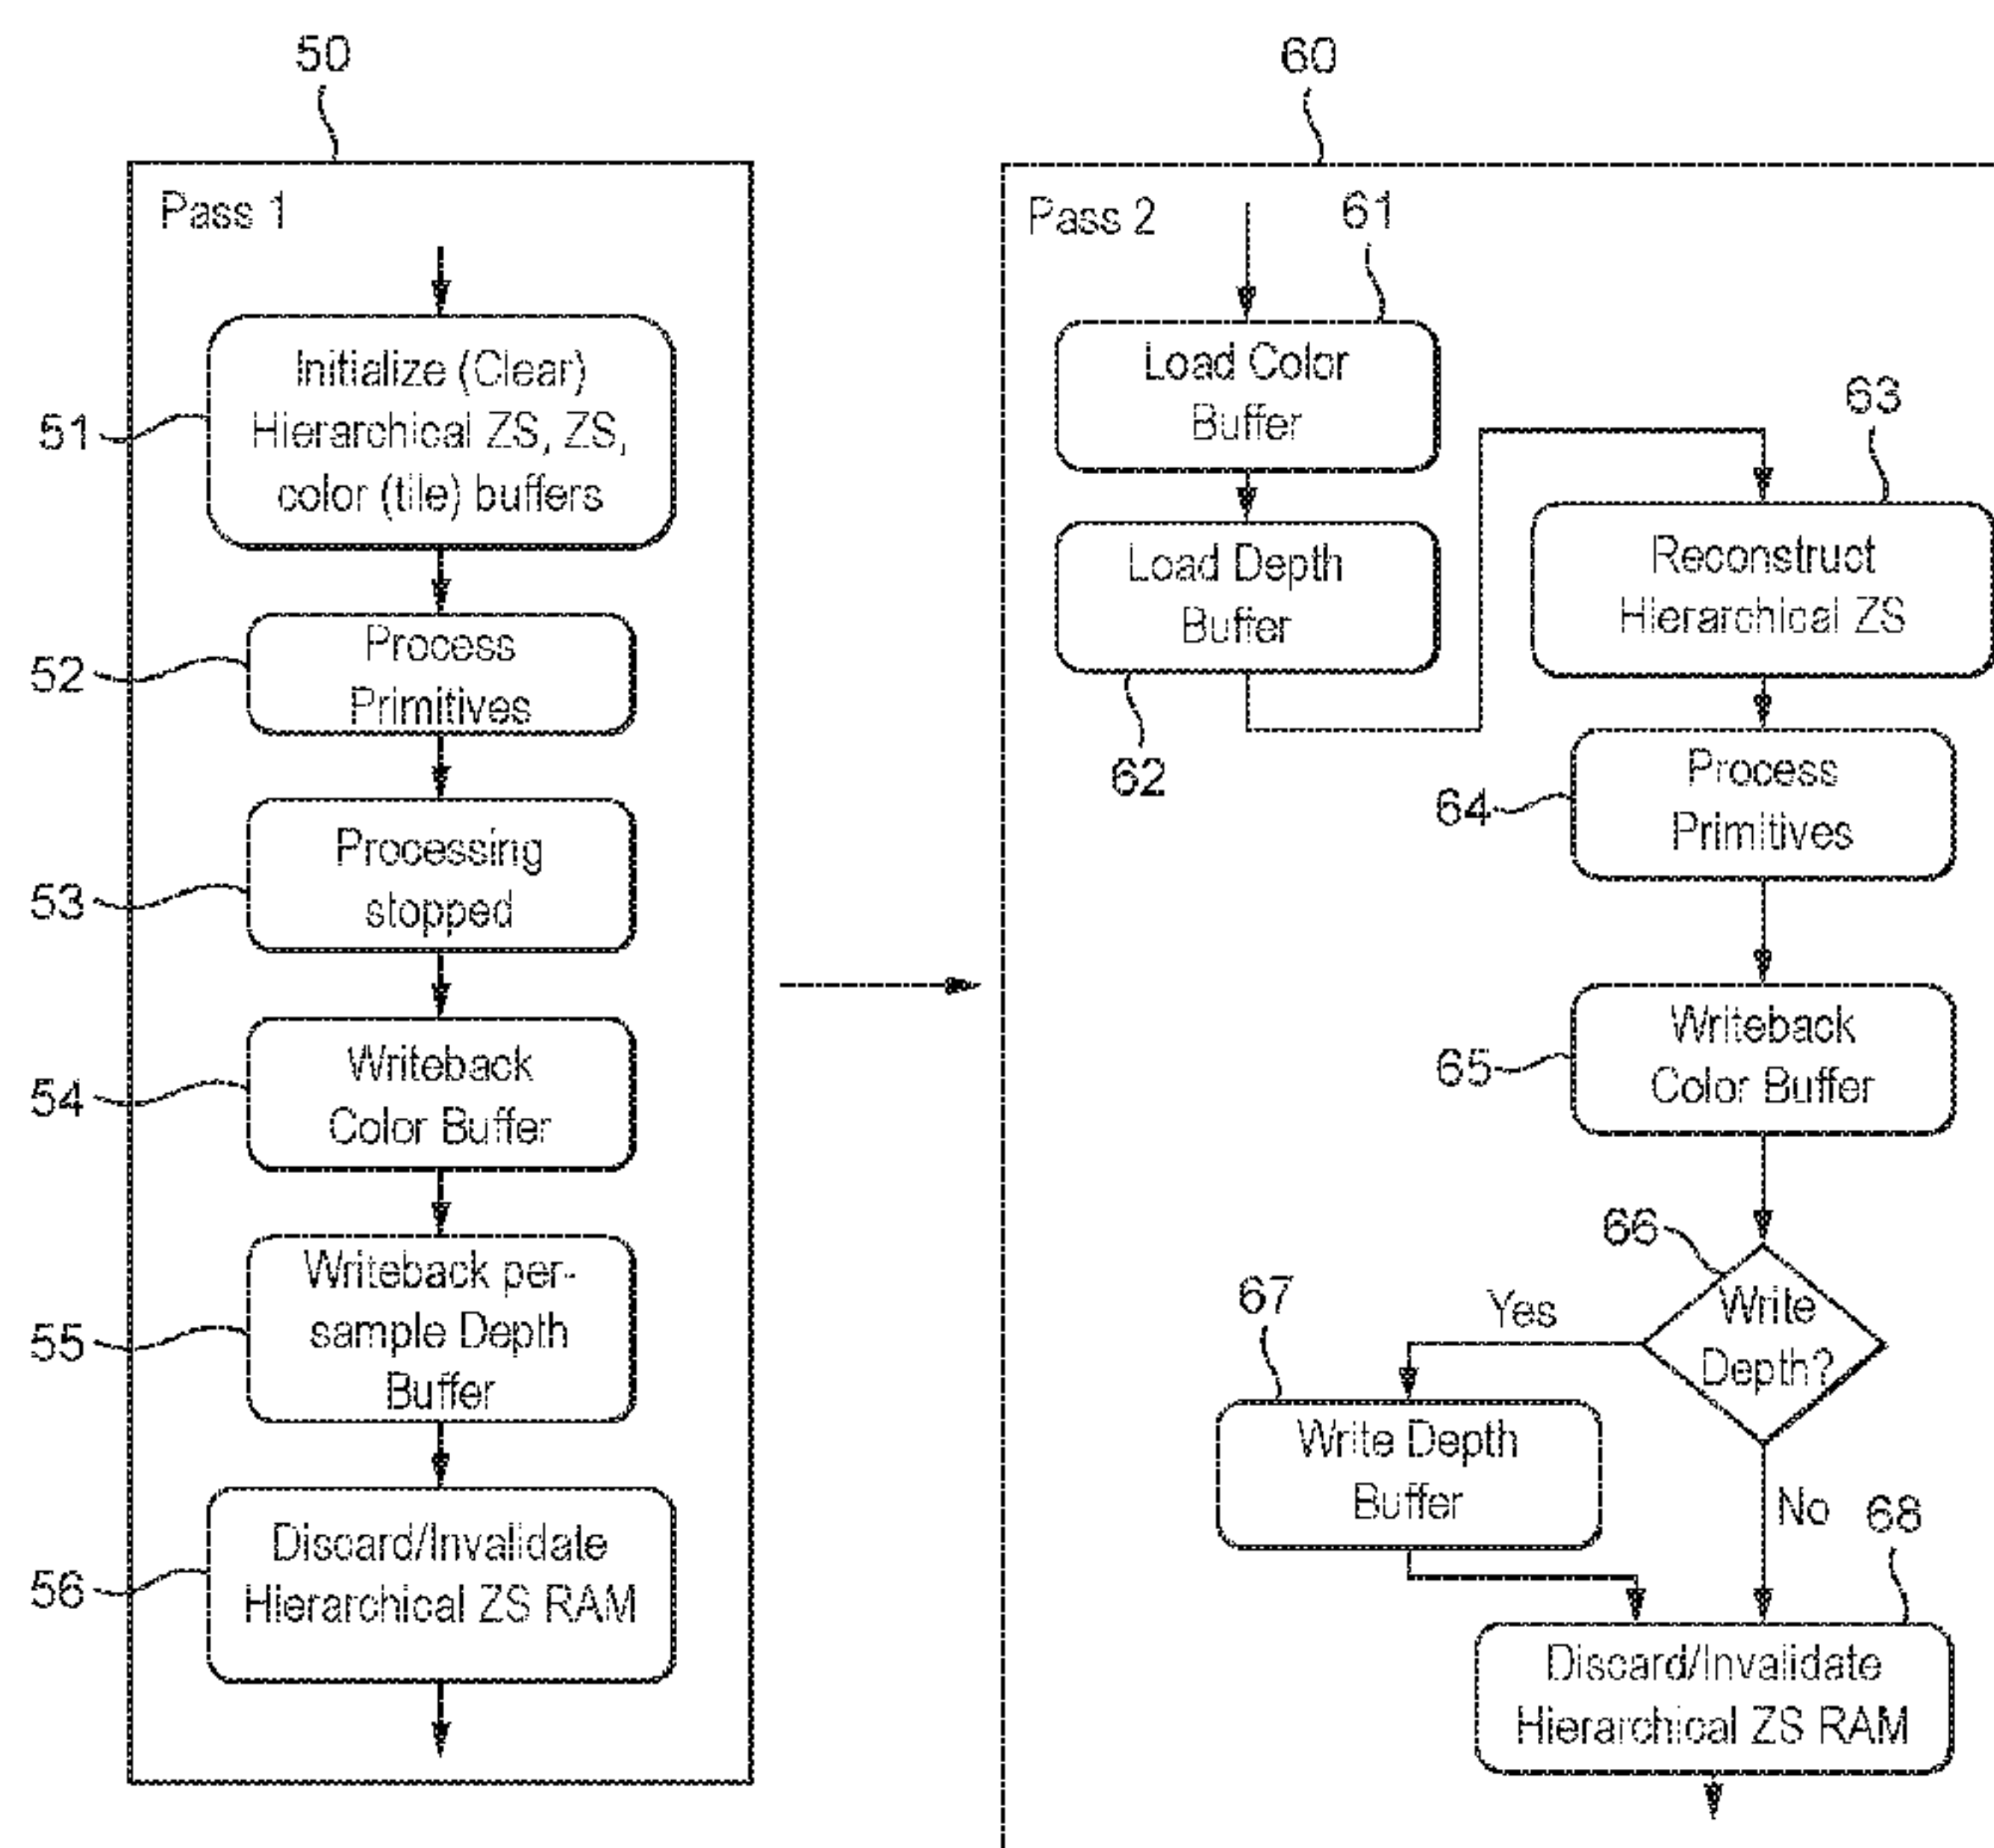 50
Pass 1
Initialize (Clear)
Hierarchical ZS, ZS,
color (tile) buffers
51
Process
Primitives
52
Processing
stopped
53
Writeback
Color Buffer
54
Writeback per-
sample Depth
Buffer
55
Discard/Invalidate
Hierarchical ZS RAM
56
60
Pass 2
61
Load Color
Buffer
Load Depth
Buffer
62
63
Reconstruct
Hierarchical ZS
Process
Primitives
64
Writeback
Color Buffer
65
66
Write
Depth?
Yes
67
Write Depth
Buffer
No
68
Discard/Invalidate
Hierarchical ZS RAM